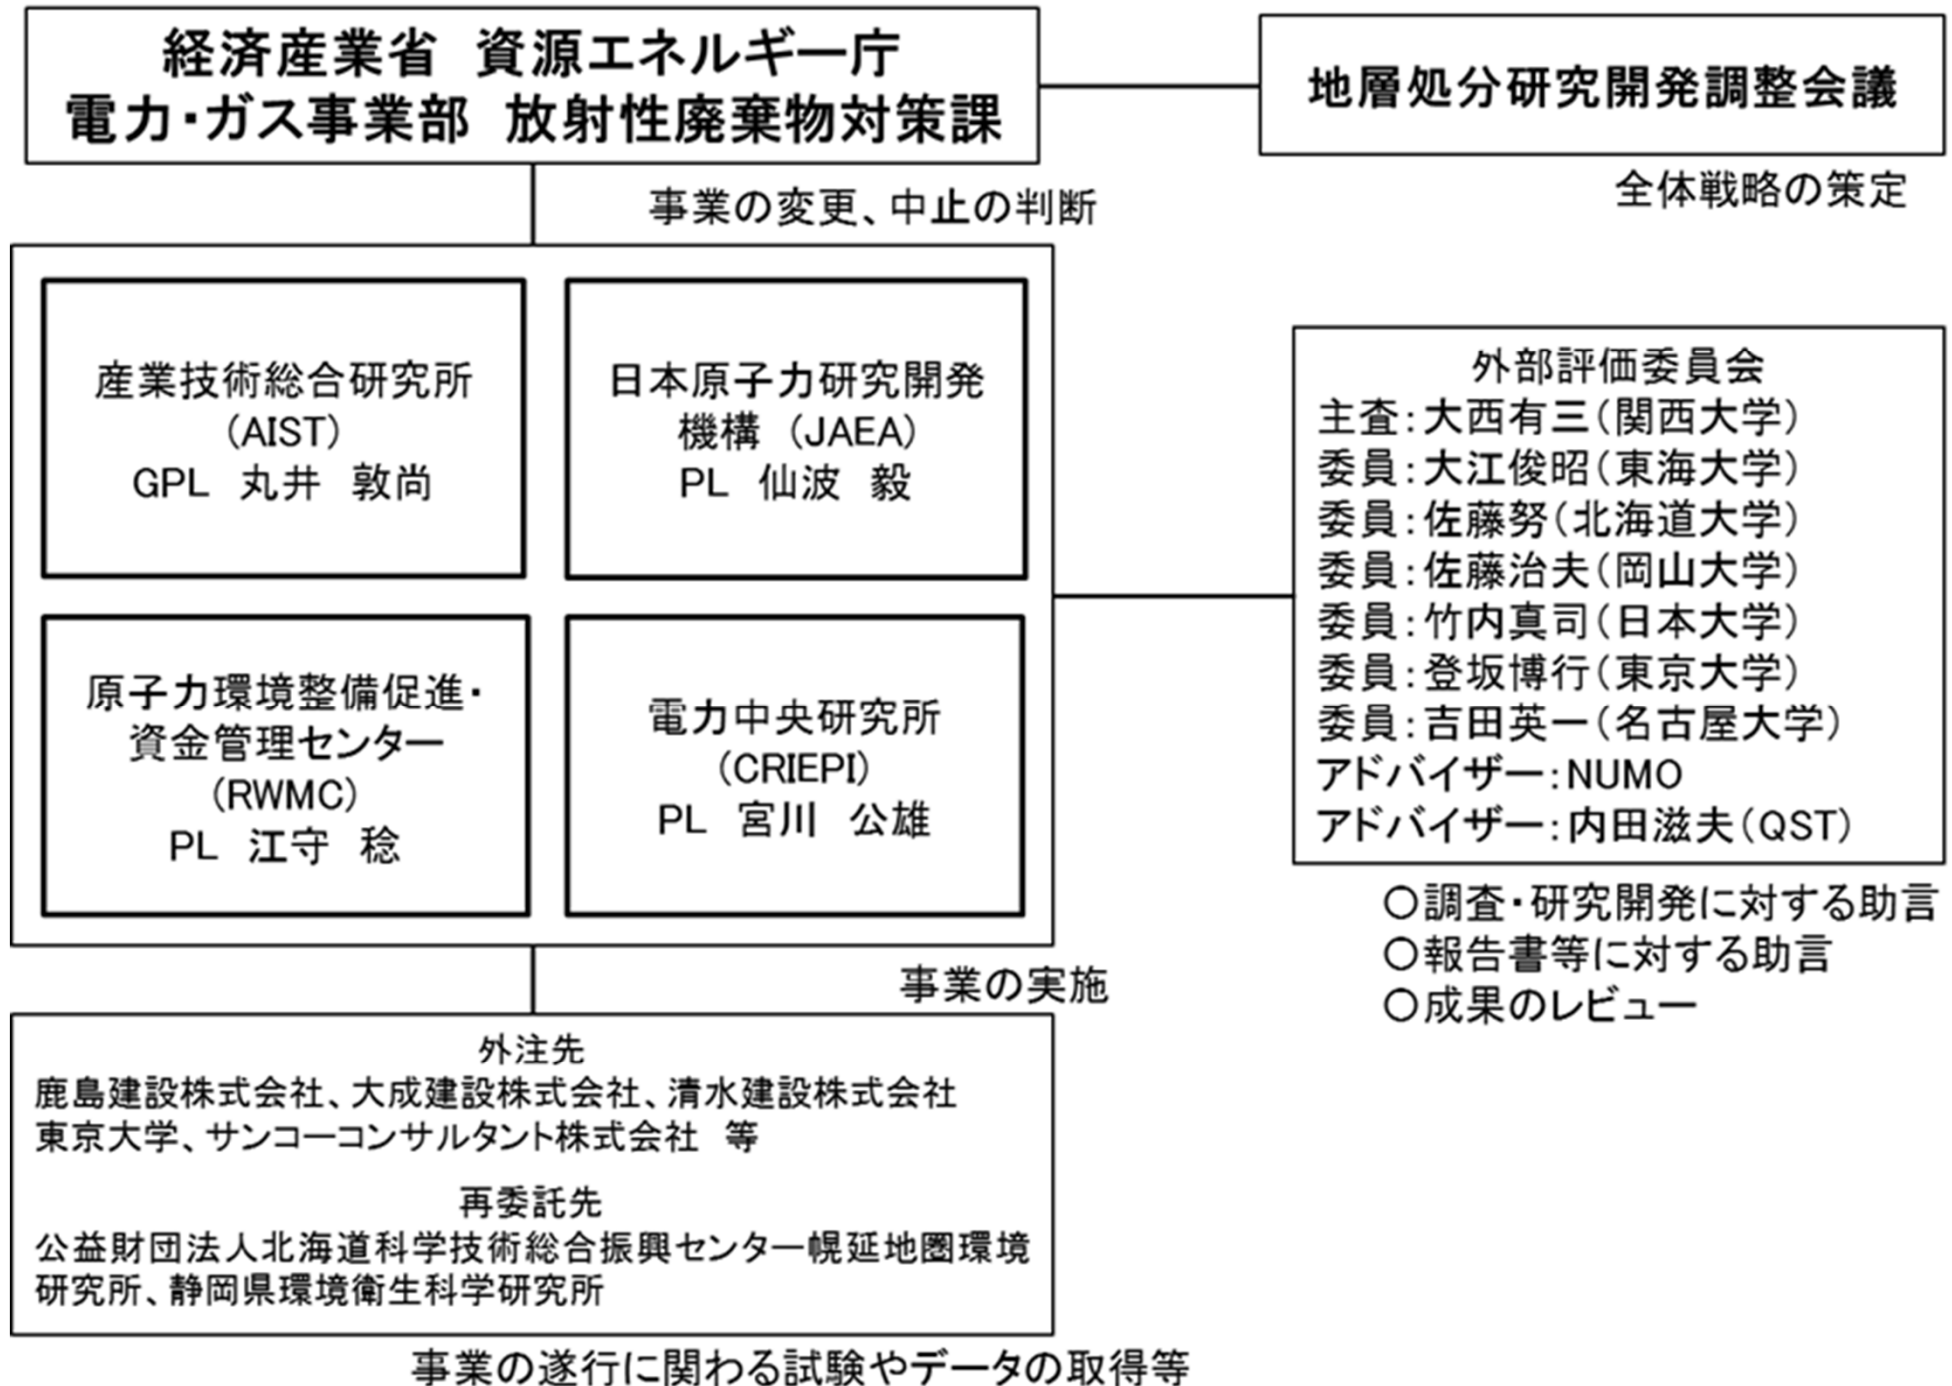 経済産業省 資源エネルギー庁
電力・ガス事業部 放射性廃棄物対策課
地層処分研究開発調整会議
全体戦略の策定
事業の変更、中止の判断
産業技術総合研究所
(AIST)
GPL 丸井 敦尚
日本原子力研究開発
機構 (JAEA)
PL 仙波 毅
原子力環境整備促進・
資金管理センター
(RWMC)
PL 江守 稔
電力中央研究所
(CRIEPI)
PL 宮川 公雄
外部評価委員会
主査:大西有三(関西大学)
委員:大江俊昭(東海大学)
委員:佐藤努(北海道大学)
委員:佐藤治夫(岡山大学)
委員:竹内真司(日本大学)
委員:登坂博行(東京大学)
委員:吉田英一(名古屋大学)
アドバイザー:NUMO
アドバイザー:内田滋夫(QST)
○調査・研究開発に対する助言
○報告書等に対する助言
○成果のレビュー
事業の実施
外注先
鹿島建設株式会社、大成建設株式会社、清水建設株式会社
東京大学、サンコーコンサルタント株式会社 等
再委託先
公益財団法人北海道科学技術総合振興センター幌延地圏環境
研究所、静岡県環境衛生科学研究所
事業の遂行に関わる試験やデータの取得等